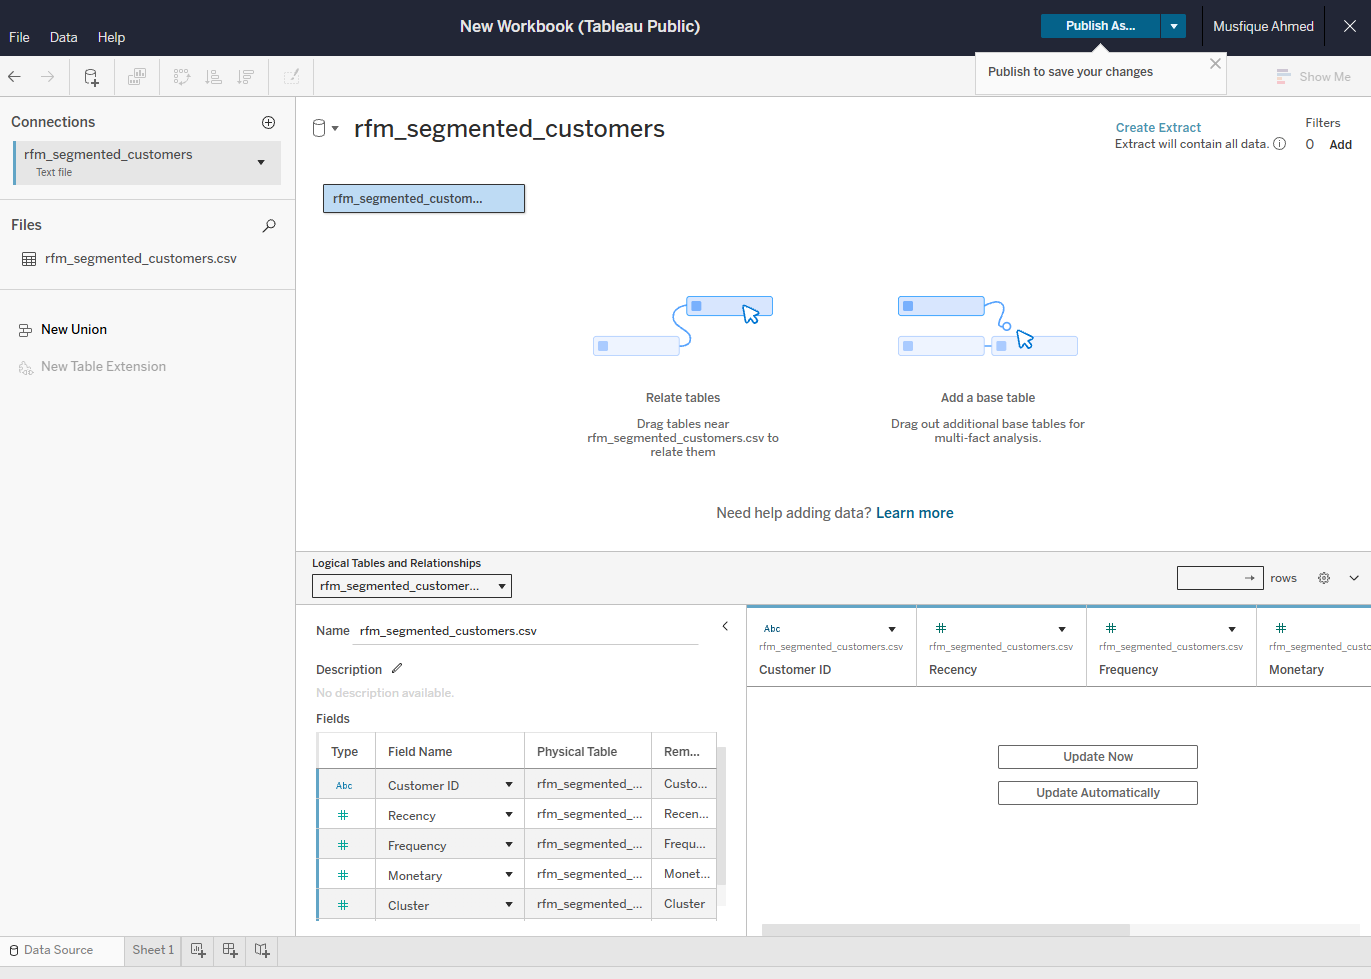 New Workbook (Tableau Public)
Publish As...
Musfique Ahmed
File Data Help
Publish to save your changes
Show Me
Connections
rfm_segmented_customers
Text file
rfm_segmented_customers
Create Extract
Extract will contain all data.
Filters
0 Add
rfm_segmented_custom...
Files
rfm_segmented_customers.csv
New Union
New Table Extension
Relate tables
Drag tables near
rfm_segmented_customers.csv to
relate them
Add a base table
Drag out additional base tables for
multi-fact analysis.
Need help adding data? Learn more
Logical Tables and Relationships
rfm_segmented_customer...
rows
Name rfm_segmented_customers.csv
Description
No description available.
Fields
Type Field Name Physical Table Rem...
Abc Customer ID rfm_segmented_... Custo...
# Recency rfm_segmented_... Recen...
# Frequency rfm_segmented_... Frequ...
# Monetary rfm_segmented_... Monet...
# Cluster rfm_segmented_... Cluster
Abc # # #
rfm_segmented_customers.csv rfm_segmented_customers.csv rfm_segmented_customers.csv rfm_segmented_custo
Customer ID Recency Frequency Monetary
Update Now
Update Automatically
Data Source Sheet 1